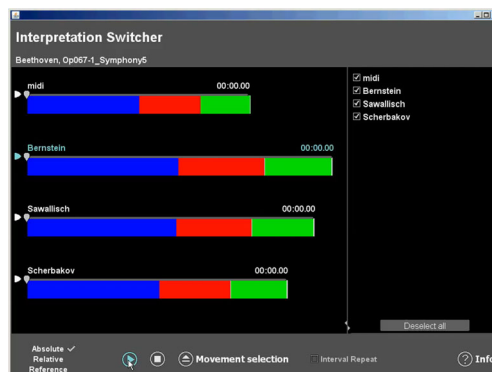 Interpretation Switcher
Beethoven, Op067-1_Symphony5
midi 00:00.00
Bernstein 00:00.00
Sawallisch 00:00.00
Scherbakov 00:00.00
midi
Bernstein
Sawallisch
Scherbakov
Deselect all
Absolute
Relative
Reference
Movement selection
Interval Repeat
? Info